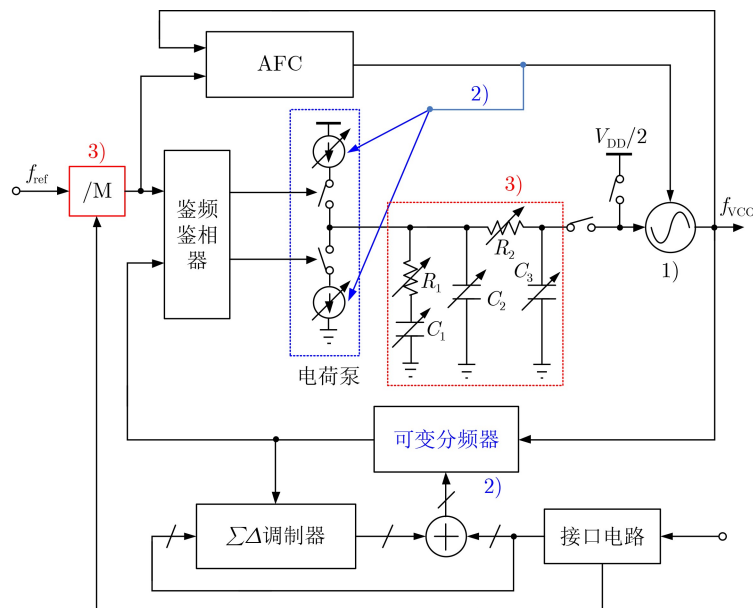 AFC
2)
3)
V_DD/2
f_ref
/M
鉴频
鉴相
器
3)
f_VCO
R_2
R_1
C_2
C_3
1)
C_1
电荷泵
可变分频器
2)
ΣΔ调制器
接口电路